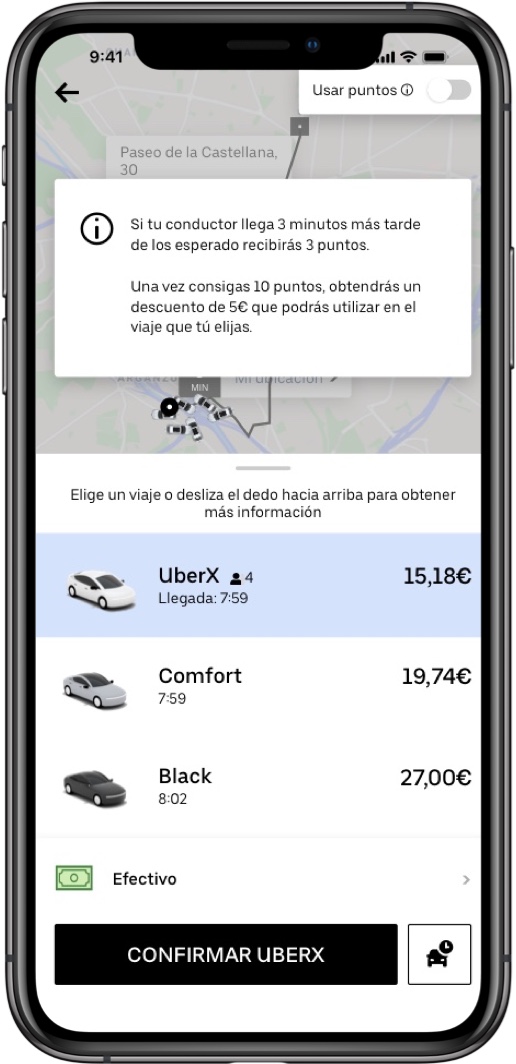 9:41
Usar puntos
Paseo de la Castellana,
30
Si tu conductor llega 3 minutos más tarde
de los esperado recibirás 3 puntos.
Una vez consigas 10 puntos, obtendrás un
descuento de 5€ que podrás utilizar en el
viaje que tú elijas.
MIN
Mi ubicación
Elige un viaje o desliza el dedo hacia arriba para obtener
más información
UberX 4 15,18€
Llegada: 7:59
Comfort 19,74€
7:59
Black 27,00€
8:02
Efectivo
CONFIRMAR UBERX